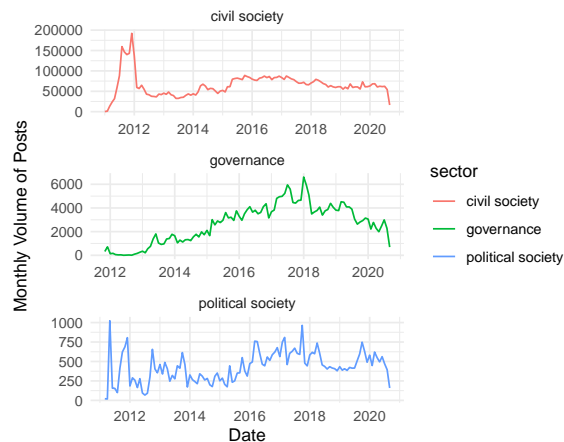 civil society
200000
150000
100000
50000
0
2012 2014 2016 2018 2020
governance
6000
4000
2000
0
2012 2014 2016 2018 2020
political society
1000
750
500
250
0
2012 2014 2016 2018 2020
Date
Monthly Volume of Posts
sector
civil society
governance
political society